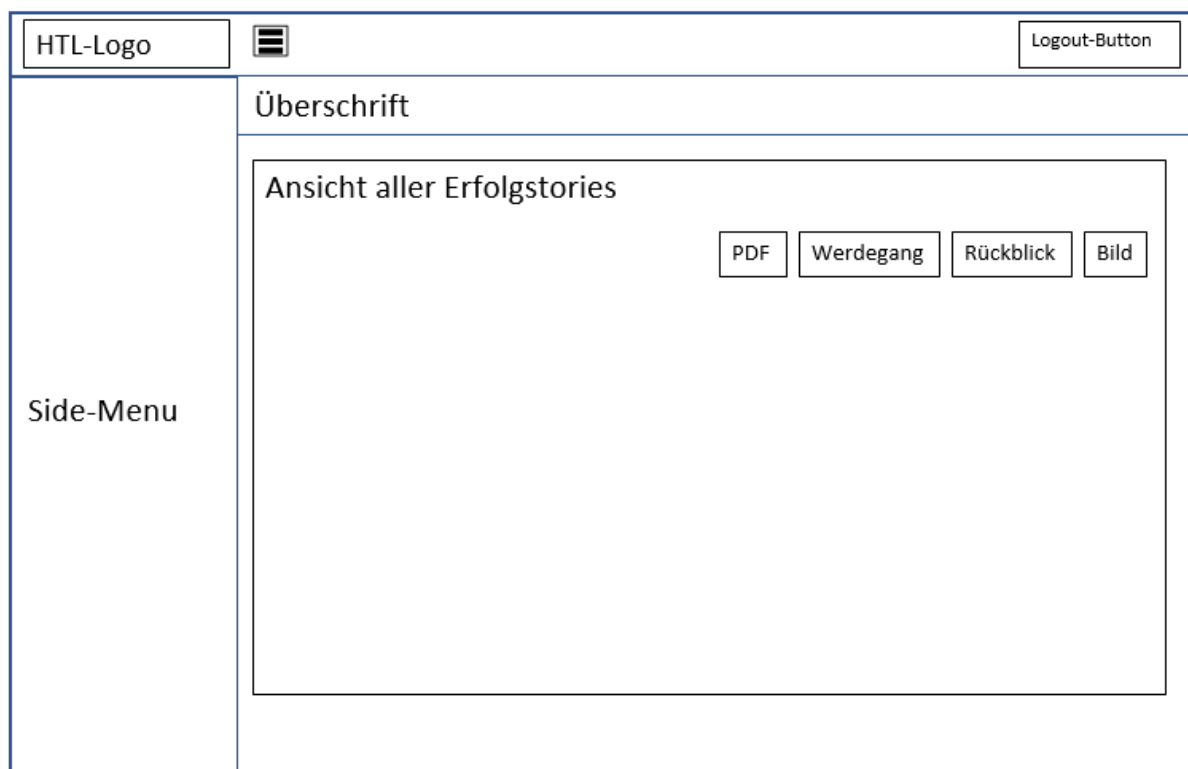 HTL-Logo
Logout-Button
Überschrift
Ansicht aller Erfolgstories
PDF
Werdegang
Rückblick
Bild
Side-Menu